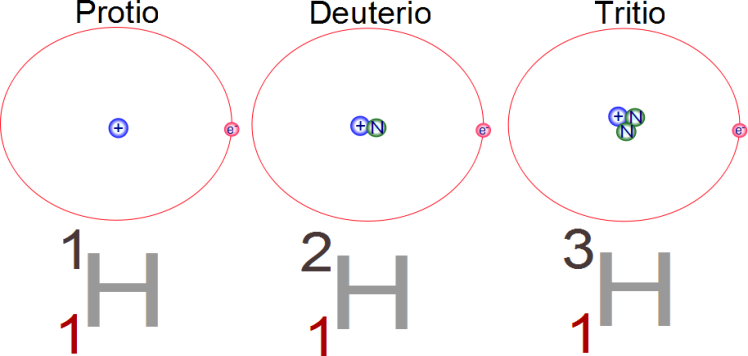 Protio Deuterio Tritio
+ e- + N e- + N N e-
1 H 1
2 H 1
3 H 1